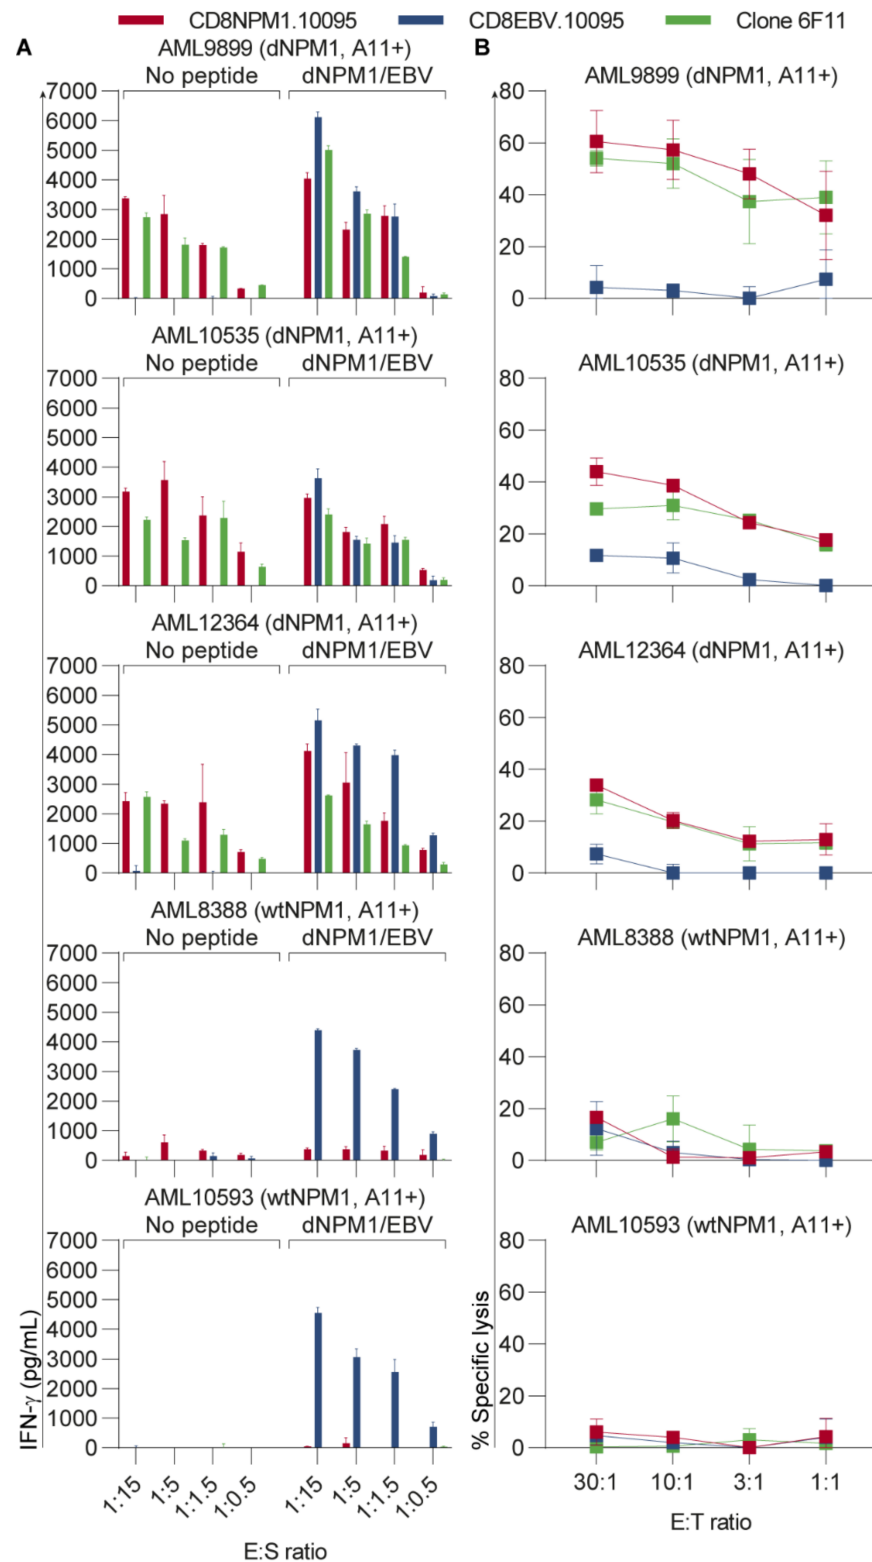 CD8NPM1.10095 CD8EBV.10095 Clone 6F11
A
AML9899 (dNPM1, A11+)
No peptide dNPM1/EBV
7000
6000
5000
4000
3000
2000
1000
0
AML10535 (dNPM1, A11+)
No peptide dNPM1/EBV
7000
6000
5000
4000
3000
2000
1000
0
AML12364 (dNPM1, A11+)
No peptide dNPM1/EBV
7000
6000
5000
4000
3000
2000
1000
0
AML8388 (wtNPM1, A11+)
No peptide dNPM1/EBV
7000
6000
5000
4000
3000
2000
1000
0
AML10593 (wtNPM1, A11+)
No peptide dNPM1/EBV
7000
6000
5000
4000
3000
2000
1000
0
IFN-γ (pg/mL)
1:15 1:5 1:1.5 1:0.5 1:15 1:5 1:1.5 1:0.5
E:S ratio
B
AML9899 (dNPM1, A11+)
80
60
40
20
0
AML10535 (dNPM1, A11+)
80
60
40
20
0
AML12364 (dNPM1, A11+)
80
60
40
20
0
AML8388 (wtNPM1, A11+)
80
60
40
20
0
AML10593 (wtNPM1, A11+)
80
60
40
20
0
% Specific lysis
30:1 10:1 3:1 1:1
E:T ratio